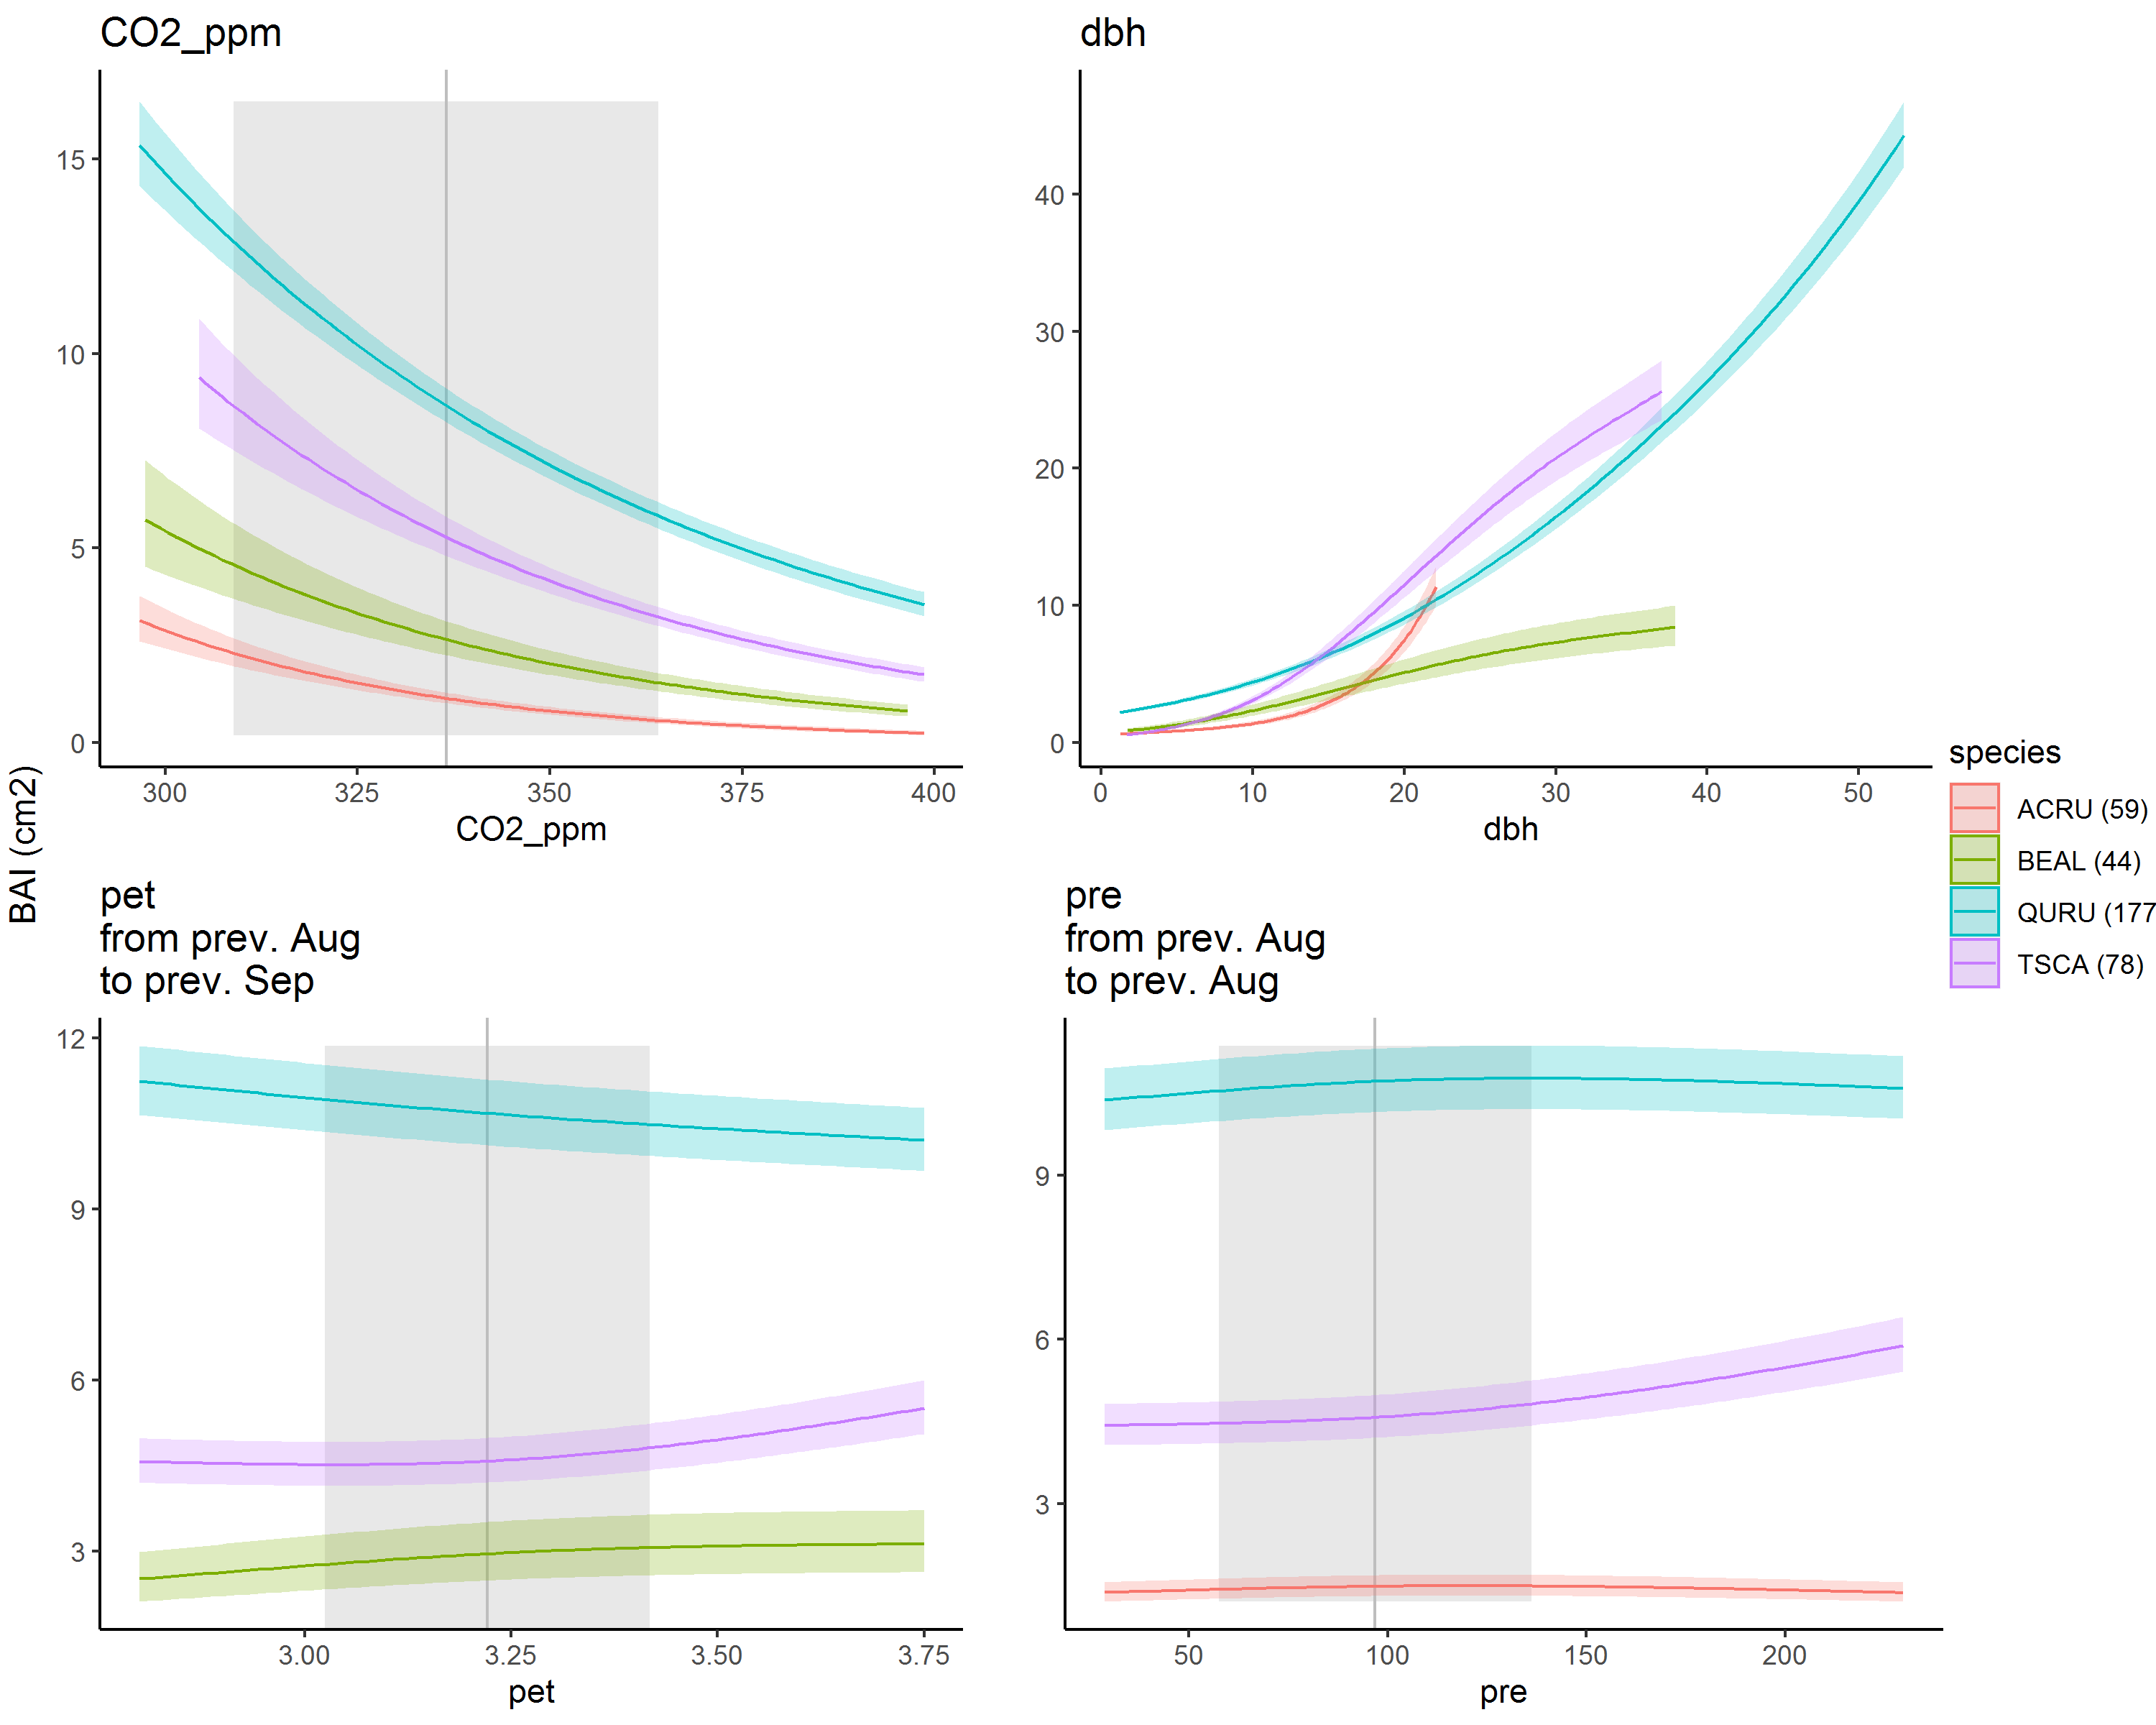 CO2_ppm
dbh
15
10
5
0
300
325
350
375
400
CO2_ppm
40
30
20
10
0
0
10
20
30
40
50
dbh
BAI (cm2)
species
ACRU (59)
BEAL (44)
QURU (177
TSCA (78)
pet
from prev. Aug
to prev. Sep
pre
from prev. Aug
to prev. Aug
12
9
6
3
3.00
3.25
3.50
3.75
pet
9
6
3
50
100
150
200
pre